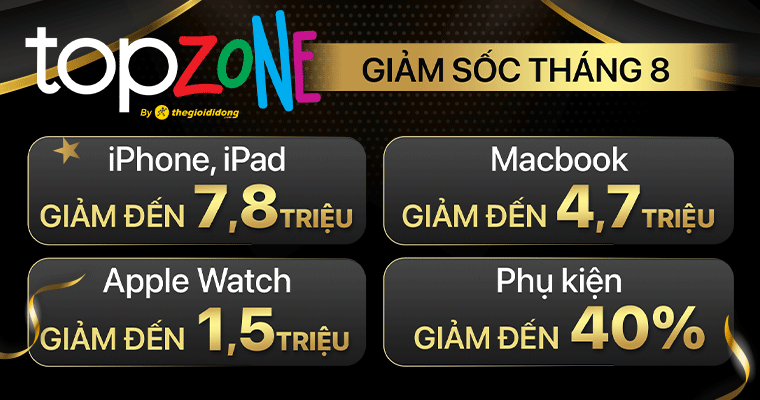 topzone
By thegioididong
GIẢM SỐC THÁNG 8
iPhone, iPad
GIẢM ĐẾN 7,8 TRIỆU
Macbook
GIẢM ĐẾN 4,7 TRIỆU
Apple Watch
GIẢM ĐẾN 1,5 TRIỆU
Phụ kiện
GIẢM ĐẾN 40%